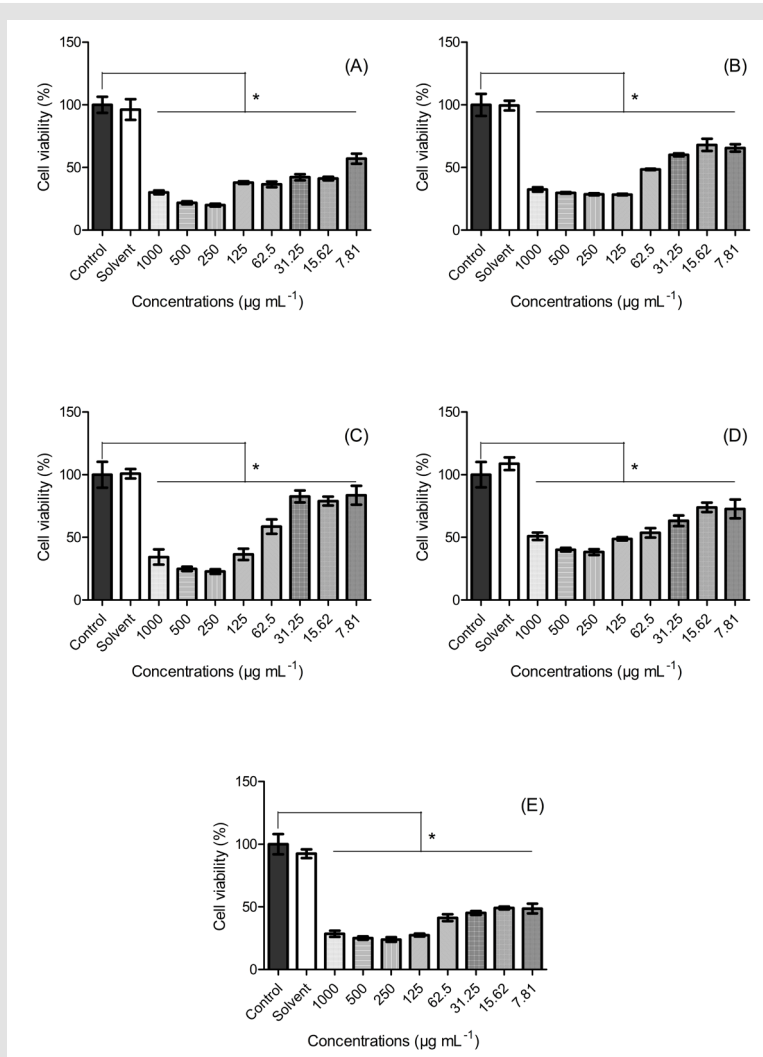 (A)
Cell viability (%)
150
100
50
0
*
Control
Solvent
1000
500
250
125
62.5
31.25
15.62
7.81
Concentrations (µg mL⁻¹)
(B)
Cell viability (%)
150
100
50
0
*
Control
Solvent
1000
500
250
125
62.5
31.25
15.62
7.81
Concentrations (µg mL⁻¹)
(C)
Cell viability (%)
150
100
50
0
*
Control
Solvent
1000
500
250
125
62.5
31.25
15.62
7.81
Concentrations (µg mL⁻¹)
(D)
Cell viability (%)
150
100
50
0
*
Control
Solvent
1000
500
250
125
62.5
31.25
15.62
7.81
Concentrations (µg mL⁻¹)
(E)
Cell viability (%)
150
100
50
0
*
Control
Solvent
1000
500
250
125
62.5
31.25
15.62
7.81
Concentrations (µg mL⁻¹)